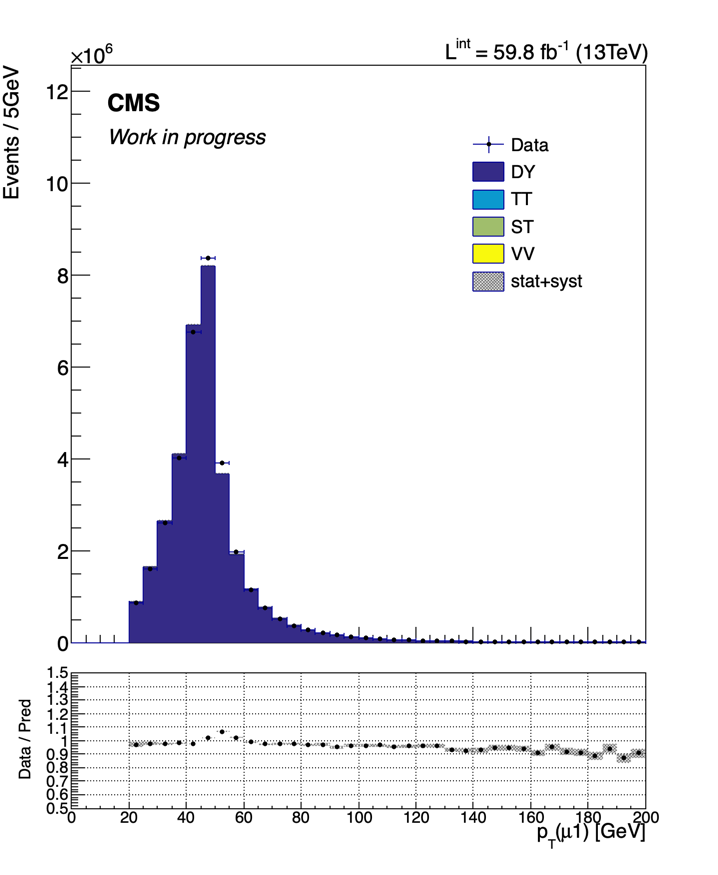 ×10⁶
Lⁱⁿᵗ = 59.8 fb⁻¹ (13TeV)
Events / 5GeV
12
10
8
6
4
2
0
CMS
Work in progress
Data
DY
TT
ST
VV
stat+syst
Data / Pred
1.5
1.4
1.3
1.2
1.1
1
0.9
0.8
0.7
0.6
0.5
0 20 40 60 80 100 120 140 160 180 200
p_T(μ1) [GeV]